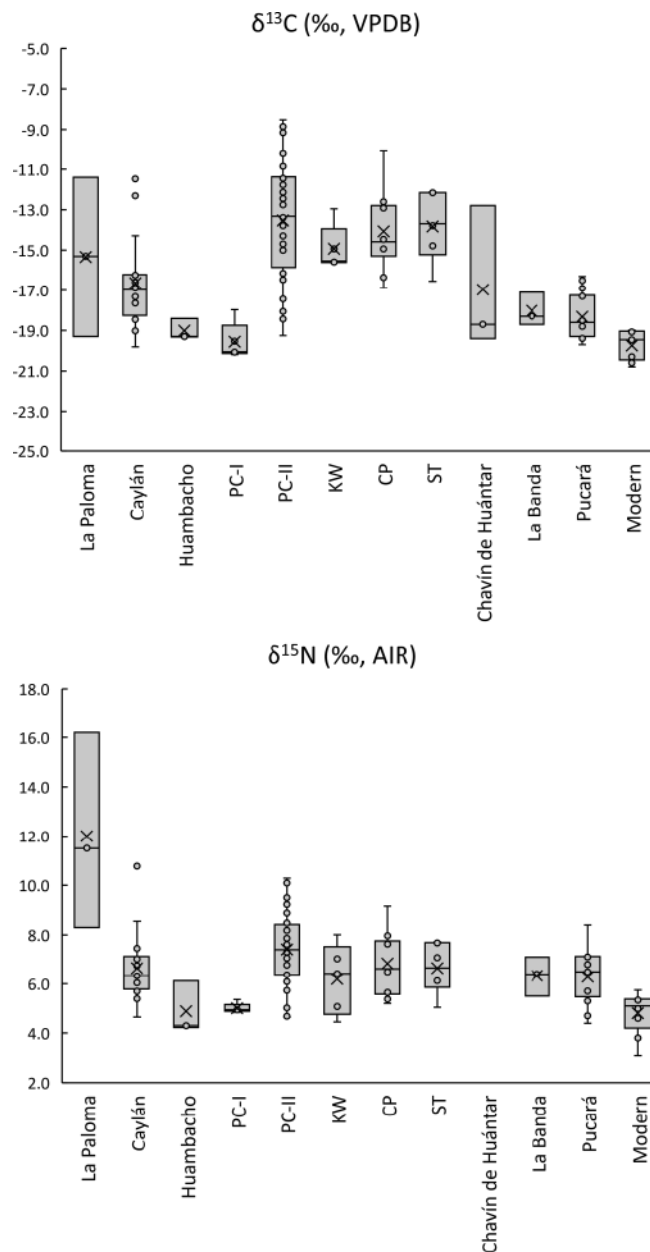 δ¹³C (‰, VPDB)
-5.0
-7.0
-9.0
-11.0
-13.0
-15.0
-17.0
-19.0
-21.0
-23.0
-25.0
La Paloma
Caylán
Huambacho
PC-I
PC-II
KW
CP
ST
Chavín de Huántar
La Banda
Pucará
Modern
δ¹⁵N (‰, AIR)
18.0
16.0
14.0
12.0
10.0
8.0
6.0
4.0
2.0
La Paloma
Caylán
Huambacho
PC-I
PC-II
KW
CP
ST
Chavín de Huántar
La Banda
Pucará
Modern